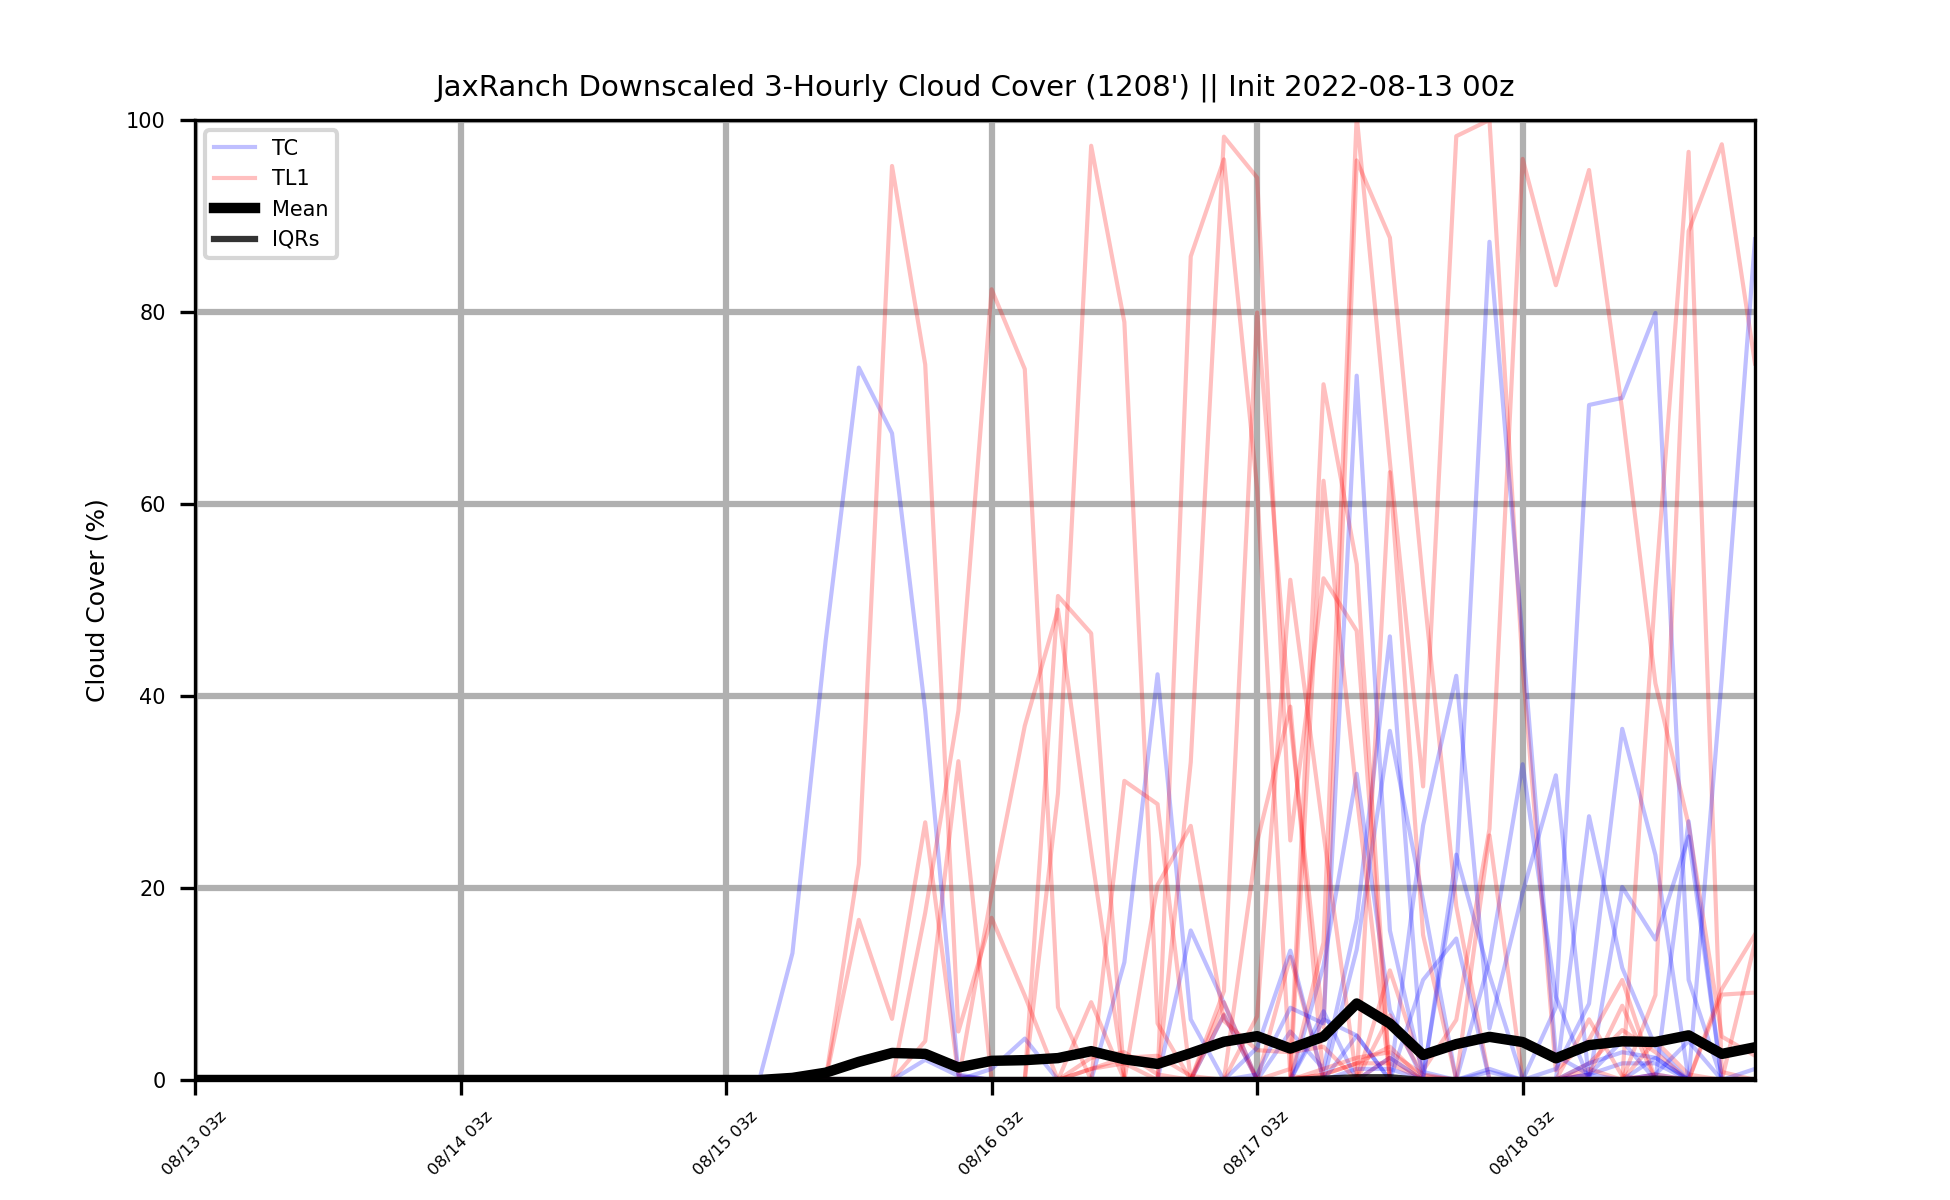 JaxRanch Downscaled 3-Hourly Cloud Cover (1208') || Init 2022-08-13 00z
100
80
60
40
20
0
Cloud Cover (%)
TC
TL1
Mean
IQRs
08/13 03z
08/14 03z
08/15 03z
08/16 03z
08/17 03z
08/18 03z